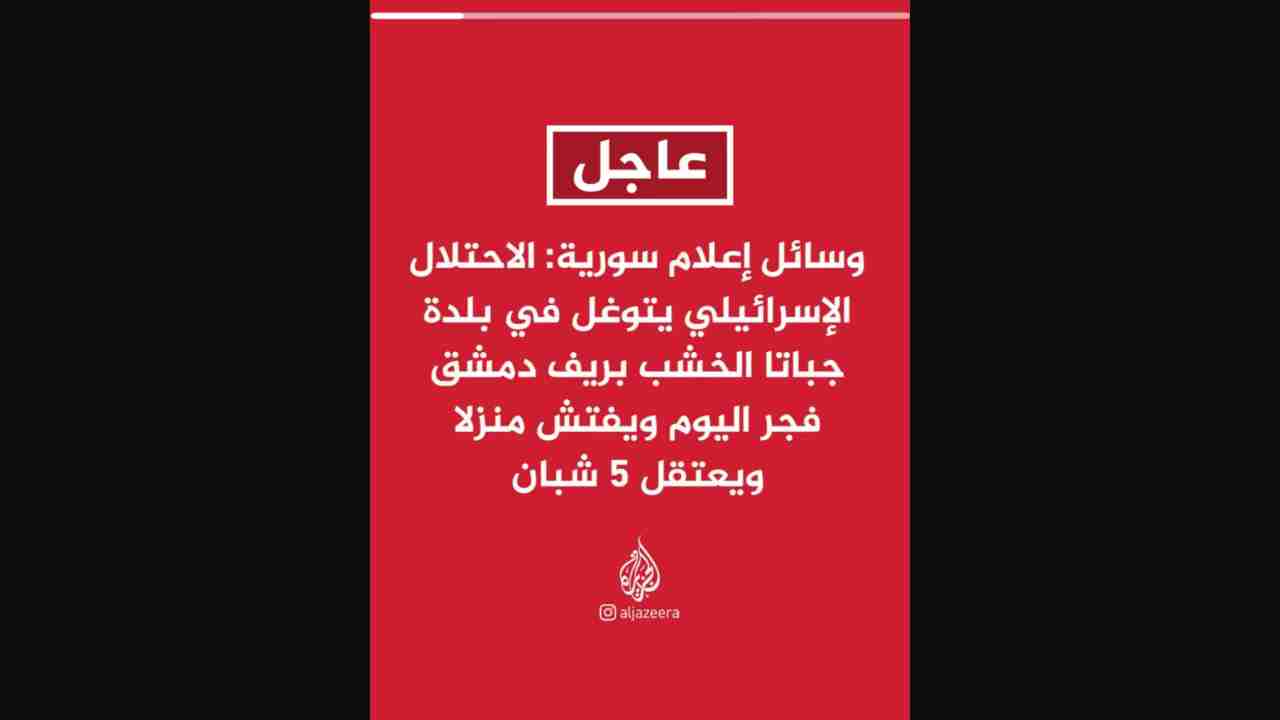 عاجل
وسائل إعلام سورية: الاحتلال
الإسرائيلي يتوغل في بلدة
جباتا الخشب بريف دمشق
فجر اليوم ويفتش منزلا
ويعتقل 5 شبان
الجزيرة
aljazeera